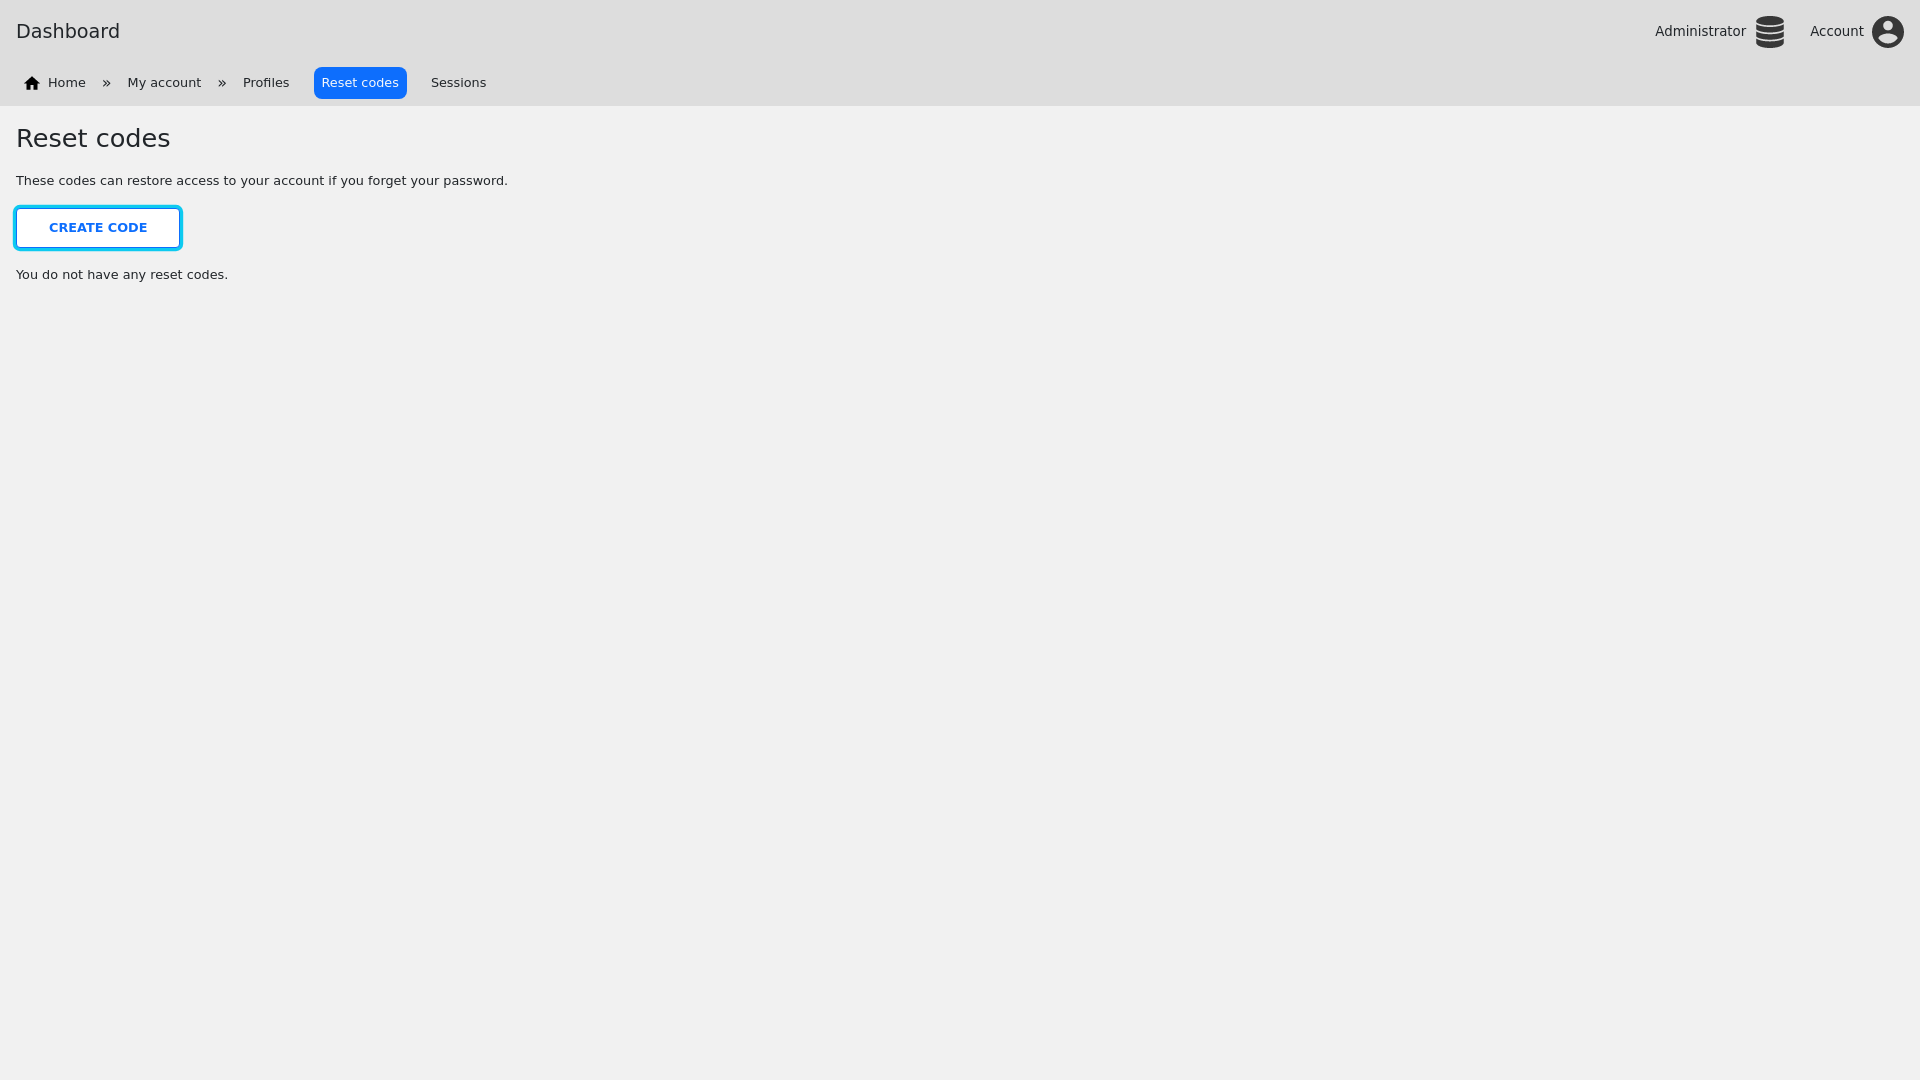 Dashboard
Administrator
Account
Home » My account » Profiles Reset codes Sessions
Reset codes
These codes can restore access to your account if you forget your password.
CREATE CODE
You do not have any reset codes.